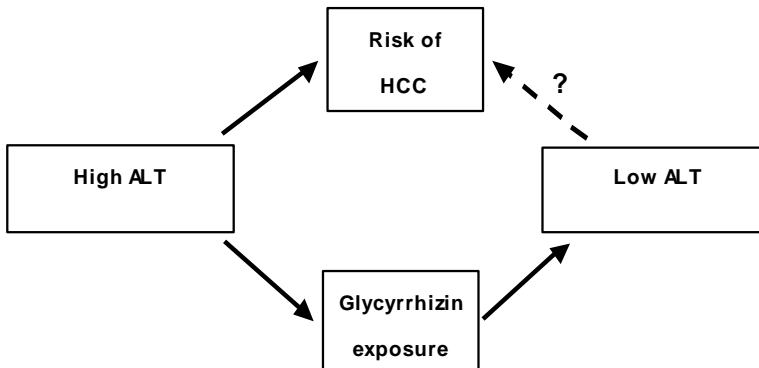 Risk of
HCC
?
High ALT
Low ALT
Glycyrrhizin
exposure